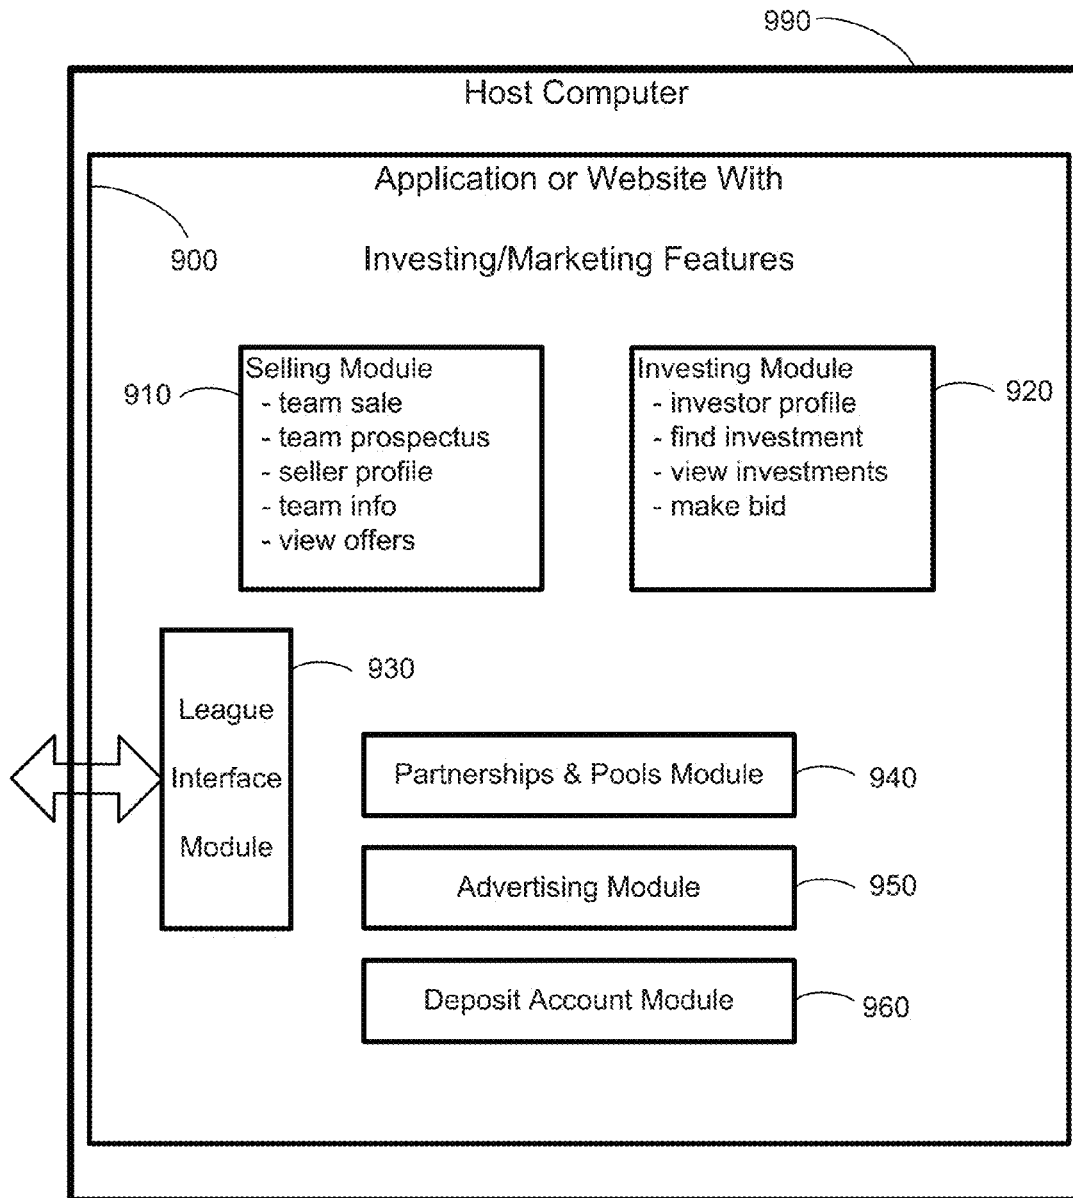 990
Host Computer
Application or Website With
900
Investing/Marketing Features
Selling Module
- team sale
- team prospectus
- seller profile
- team info
- view offers
910
Investing Module
- investor profile
- find investment
- view investments
- make bid
920
League
Interface
Module
930
Partnerships & Pools Module
940
Advertising Module
950
Deposit Account Module
960